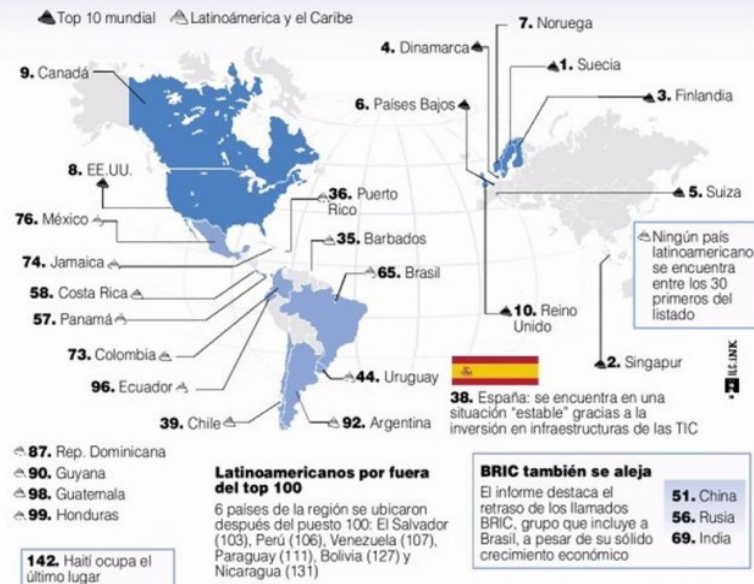 Top 10 mundial
Latinoámerica y el Caribe
7. Noruega
4. Dinamarca
1. Suecia
9. Canadá
3. Finlandia
6. Países Bajos
8. EE.UU.
36. Puerto
Rico
5. Suiza
76. México
35. Barbados
Ningún país
latinoamericano
se encuentra
entre los 30
primeros del
listado
74. Jamaica
65. Brasil
58. Costa Rica
57. Panamá
10. Reino
Unido
73. Colombia
2. Singapur
96. Ecuador
44. Uruguay
39. Chile
92. Argentina
38. España: se encuentra en una
situación "estable" gracias a la
inversión en infraestructuras de las TIC
87. Rep. Dominicana
90. Guyana
98. Guatemala
99. Honduras
142. Haití ocupa el
último lugar
Latinoamericanos por fuera
del top 100
6 países de la región se ubicaron
después del puesto 100: El Salvador
(103), Perú (106), Venezuela (107),
Paraguay (111), Bolivia (127) y
Nicaragua (131)
BRIC también se aleja
El informe destaca el
retraso de los llamados
BRIC, grupo que incluye a
Brasil, a pesar de su sólido
crecimiento económico
51. China
56. Rusia
69. India